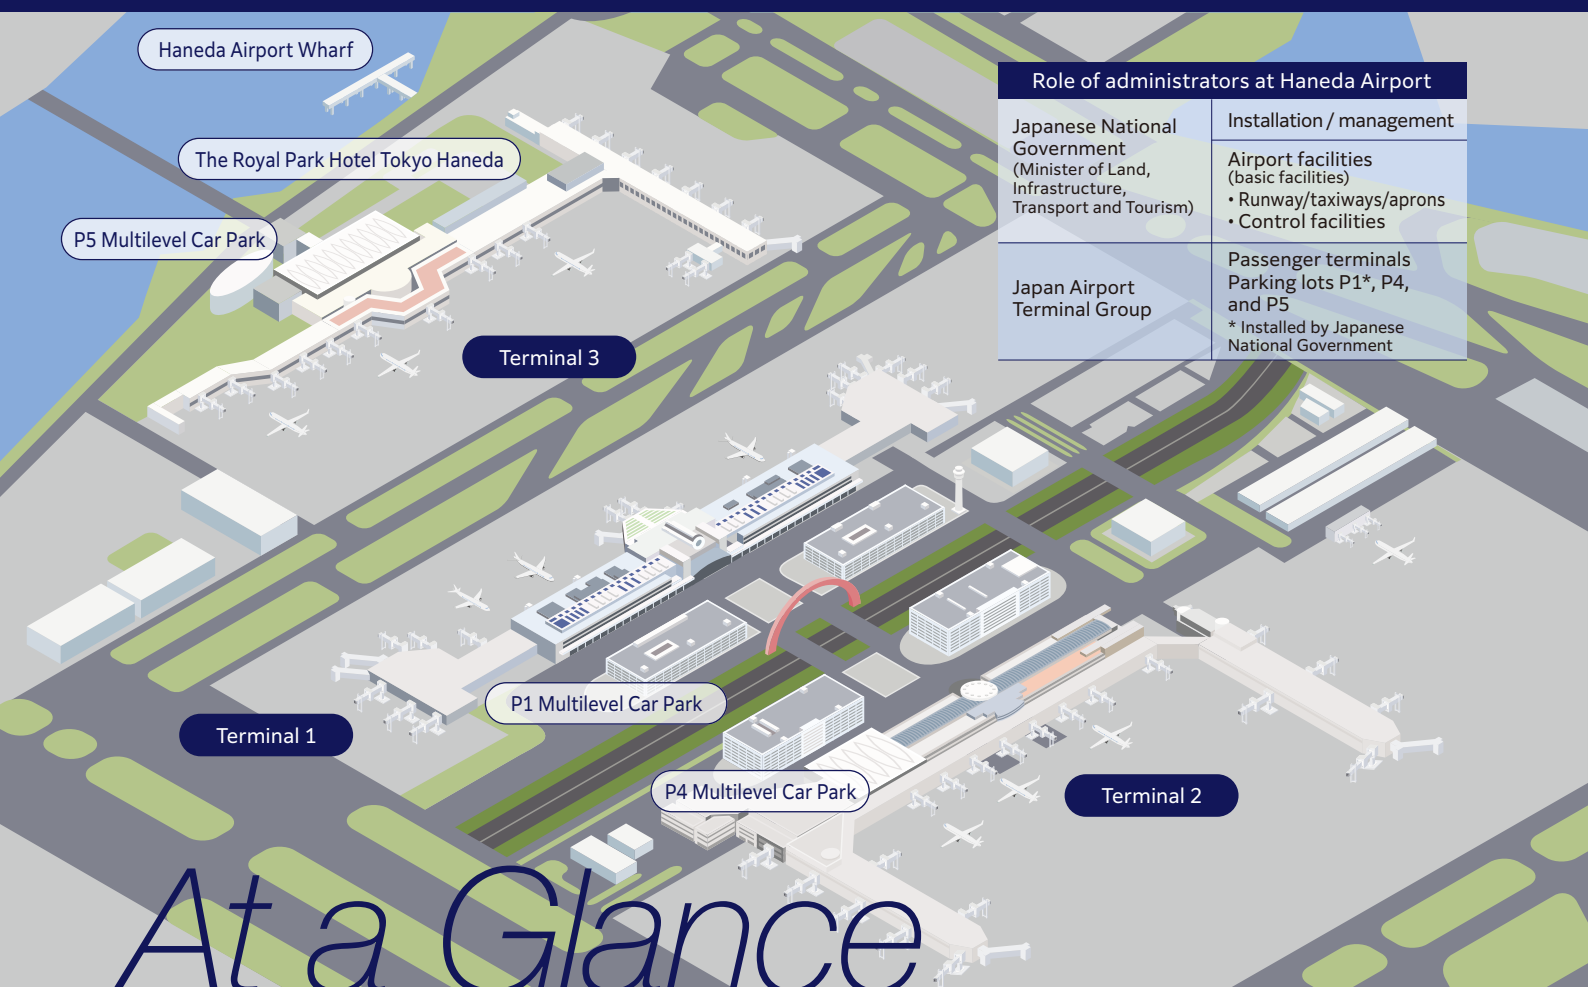 Haneda Airport Wharf
The Royal Park Hotel Tokyo Haneda
P5 Multilevel Car Park
Terminal 3
Role of administrators at Haneda Airport
Japanese National
Government
(Minister of Land,
Infrastructure,
Transport and Tourism)
Installation / management
Airport facilities
(basic facilities)
• Runway/taxiways/aprons
• Control facilities
Japan Airport
Terminal Group
Passenger terminals
Parking lots P1*, P4,
and P5
* Installed by Japanese
National Government
P1 Multilevel Car Park
Terminal 1
P4 Multilevel Car Park
Terminal 2
At a Glance